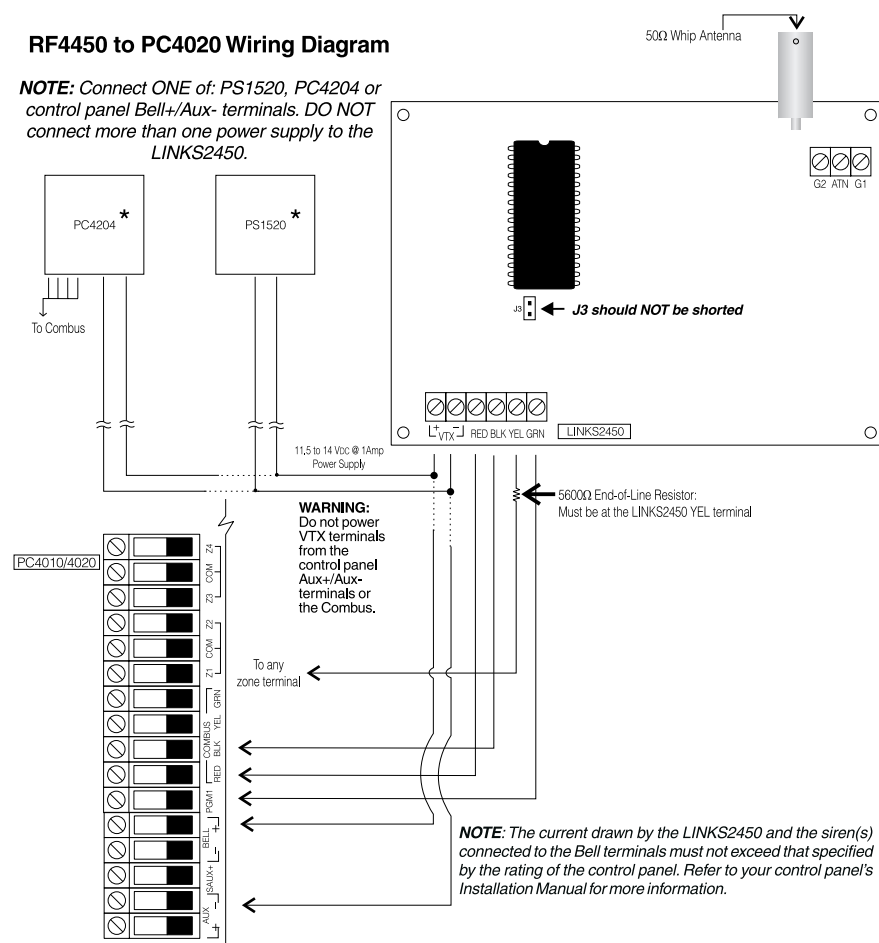 RF4450 to PC4020 Wiring Diagram
50Ω Whip Antenna
NOTE: Connect ONE of: PS1520, PC4204 or
control panel Bell+/Aux- terminals. DO NOT
connect more than one power supply to the
LINKS2450.
G2 ATN G1
PC4204 *
PS1520 *
To Combus
J3
J3 should NOT be shorted
+ VTX - RED BLK YEL GRN
LINKS2450
11.5 to 14 VDC @ 1Amp
Power Supply
5600Ω End-of-Line Resistor:
Must be at the LINKS2450 YEL terminal
WARNING:
Do not power
VTX terminals
from the
control panel
Aux+/Aux-
terminals or
the Combus.
PC4010/4020
Z4
COM
Z3
Z2
COM
Z1
To any
zone terminal
GRN
YEL
COMBUS
BLK
RED
PGM1
BELL
+
-
SAUX+
AUX
-
+
NOTE: The current drawn by the LINKS2450 and the siren(s)
connected to the Bell terminals must not exceed that specified
by the rating of the control panel. Refer to your control panel's
Installation Manual for more information.